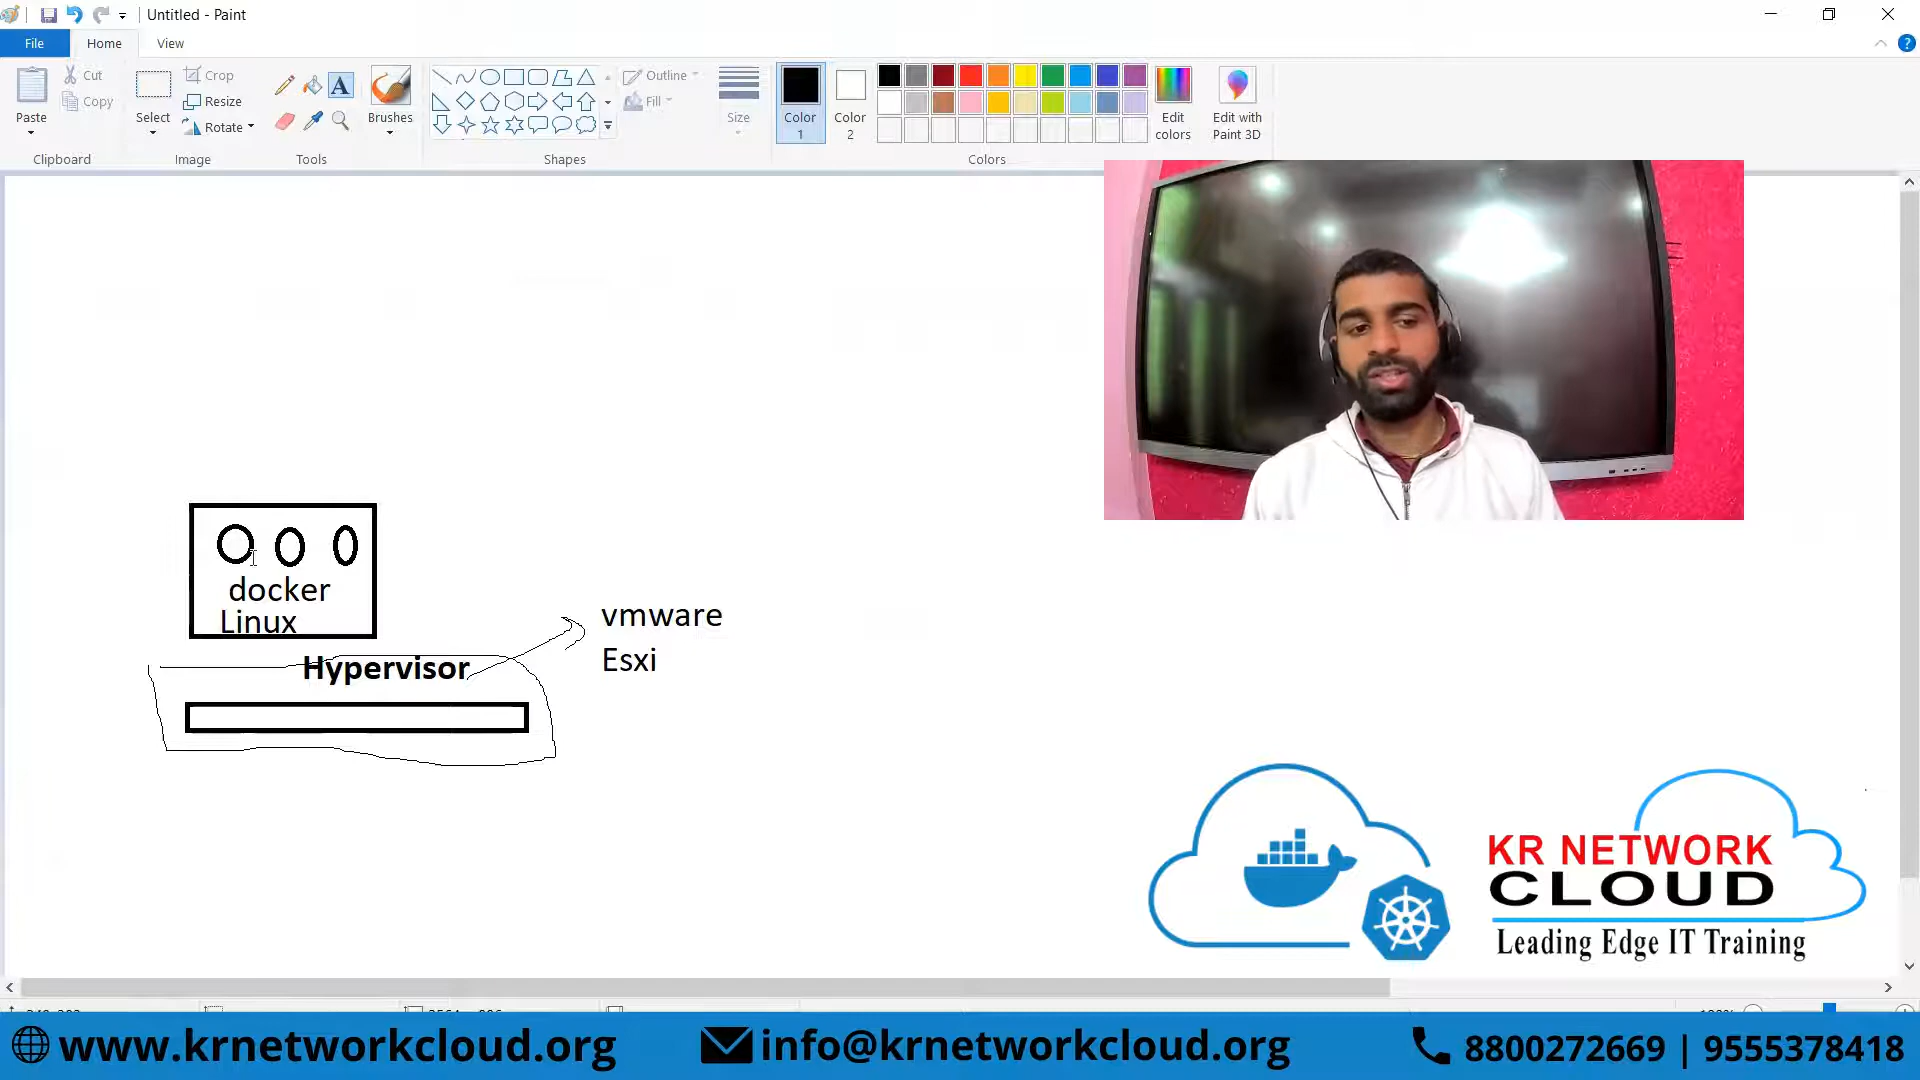 Untitled - Paint
File
Home
View
Paste
Cut
Copy
Clipboard
Select
Crop
Resize
Rotate
Image
A
Tools
Brushes
Shapes
Outline
Fill
Size
Color
1
Color
2
Colors
Edit
colors
Edit with
Paint 3D
docker
Linux
Hypervisor
vmware
Esxi
KR NETWORK
CLOUD
Leading Edge IT Training
www.krnetworkcloud.org
info@krnetworkcloud.org
8800272669 | 9555378418